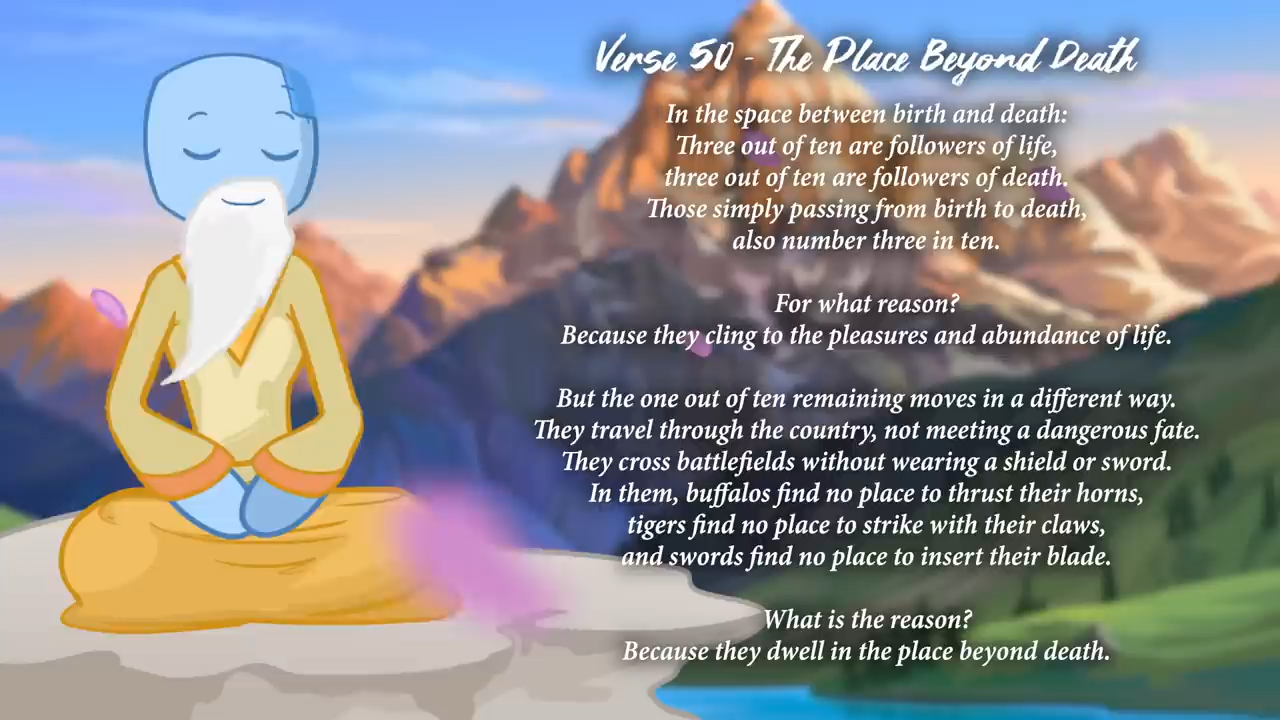 Verse 50 - The Place Beyond Death
In the space between birth and death:
Three out of ten are followers of life,
three out of ten are followers of death.
Those simply passing from birth to death,
also number three in ten.
For what reason?
Because they cling to the pleasures and abundance of life.
But the one out of ten remaining moves in a different way.
They travel through the country, not meeting a dangerous fate.
They cross battlefields without wearing a shield or sword.
In them, buffalos find no place to thrust their horns,
tigers find no place to strike with their claws,
and swords find no place to insert their blade.
What is the reason?
Because they dwell in the place beyond death.